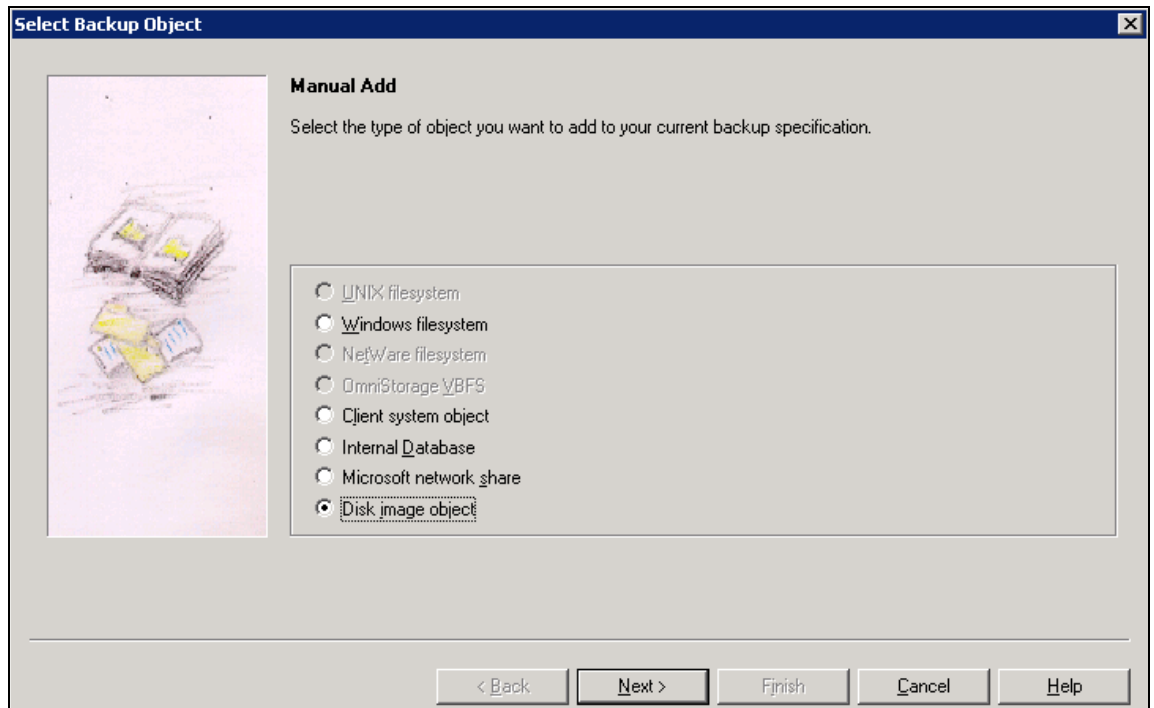 Select Backup Object
Manual Add
Select the type of object you want to add to your current backup specification.
UNIX filesystem
Windows filesystem
NetWare filesystem
OmniStorage VBFS
Client system object
Internal Database
Microsoft network share
Disk image object
< Back
Next >
Finish
Cancel
Help